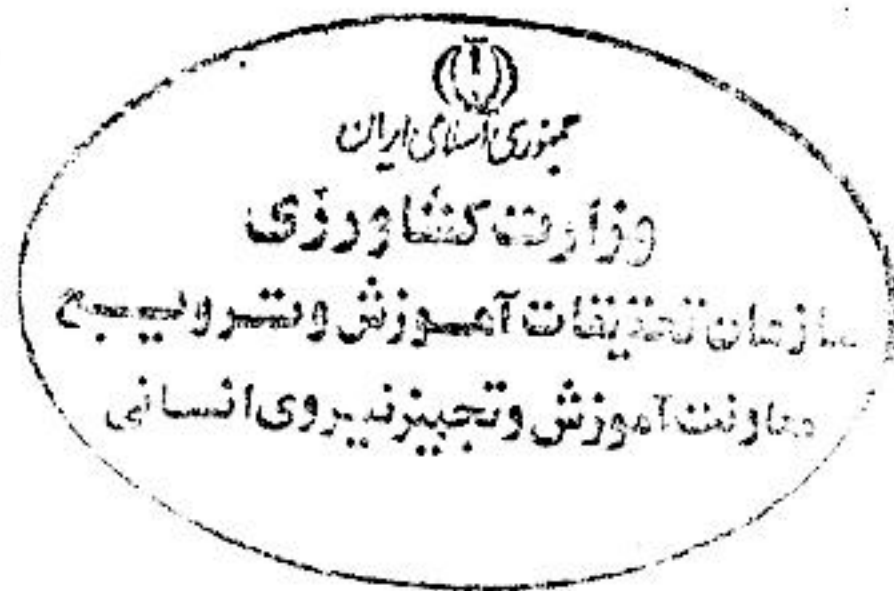 جمهوری اسلامی ایران
وزارت کشاورزی
سازمان تحقیقات آموزش و ترویج
معاونت آموزش و تجهیز نیروی انسانی